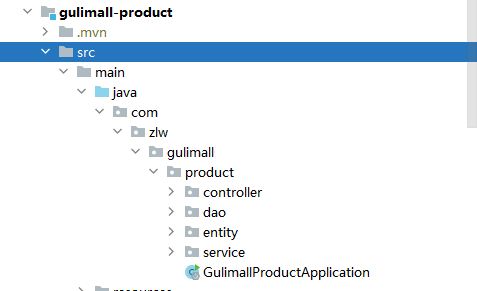 gulimall-product
.mvn
src
main
java
com
zlw
gulimall
product
controller
dao
entity
service
GulimallProductApplication